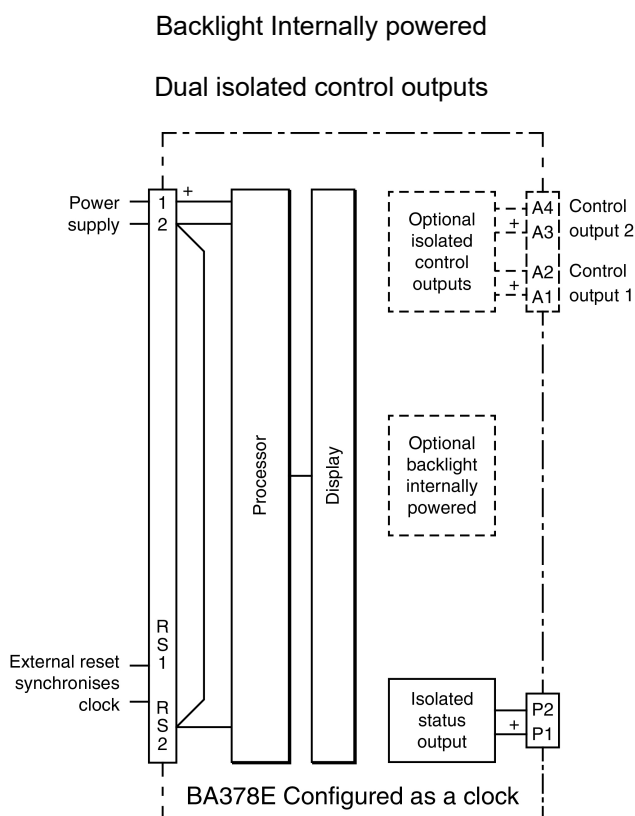 Backlight Internally powered
Dual isolated control outputs
Power
supply
1
2
+
Optional
isolated
control
outputs
+
+
A4
A3
A2
A1
Control
output 2
Control
output 1
Processor
Display
Optional
backlight
internally
powered
External reset
synchronises
clock
R
S
1
R
S
2
Isolated
status
output
+
P2
P1
BA378E Configured as a clock